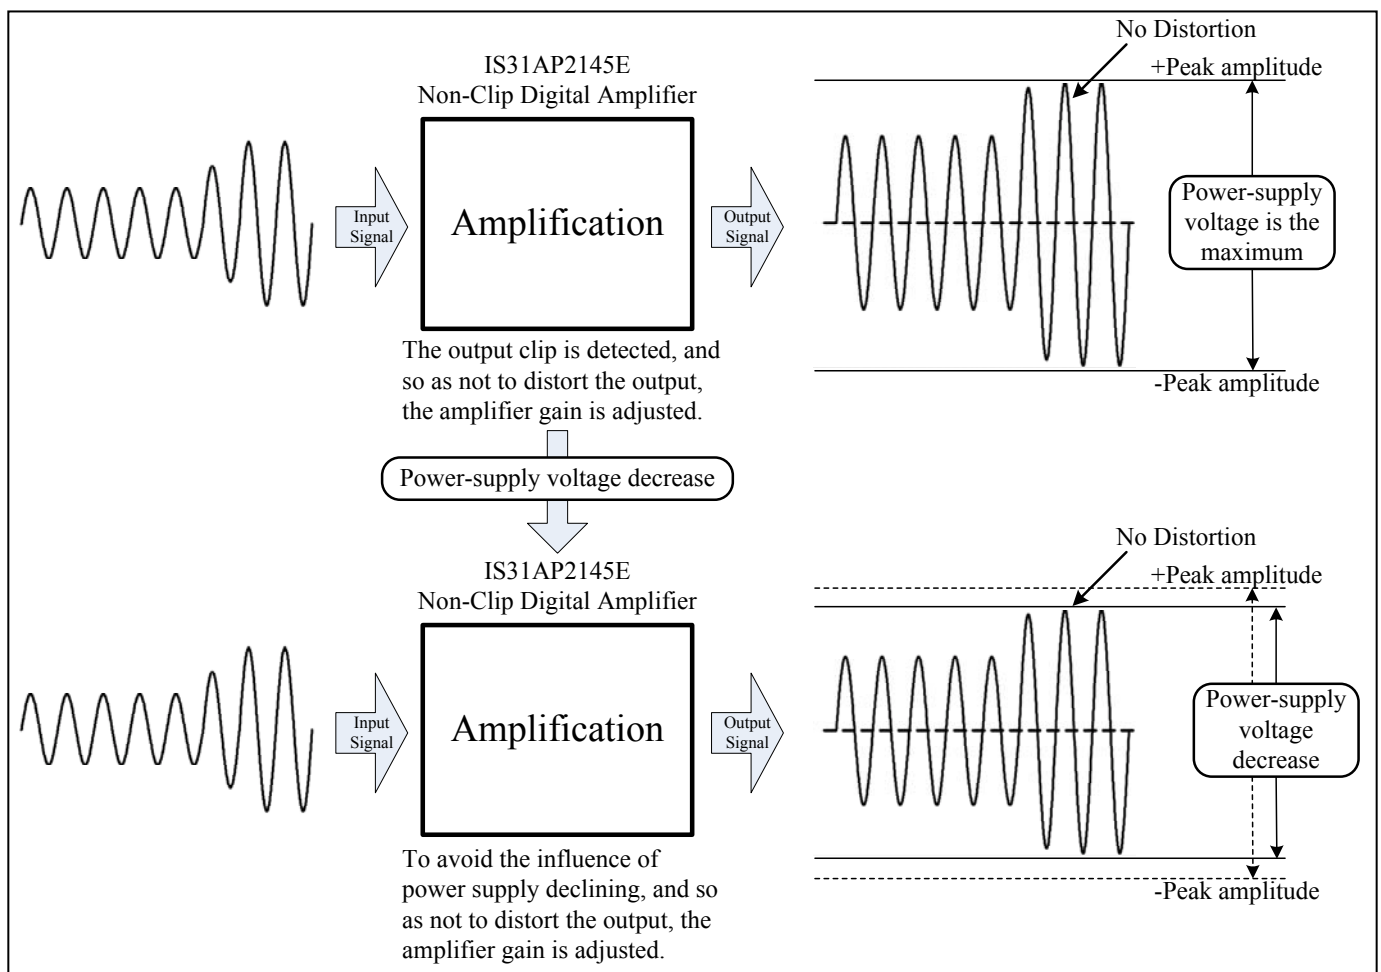 No Distortion
IS31AP2145E
Non-Clip Digital Amplifier
+Peak amplitude
Input
Signal
Amplification
Output
Signal
Power-supply
voltage is the
maximum
The output clip is detected, and
so as not to distort the output,
the amplifier gain is adjusted.
-Peak amplitude
Power-supply voltage decrease
No Distortion
IS31AP2145E
Non-Clip Digital Amplifier
+Peak amplitude
Input
Signal
Amplification
Output
Signal
Power-supply
voltage
decrease
To avoid the influence of
power supply declining, and so
as not to distort the output, the
amplifier gain is adjusted.
-Peak amplitude